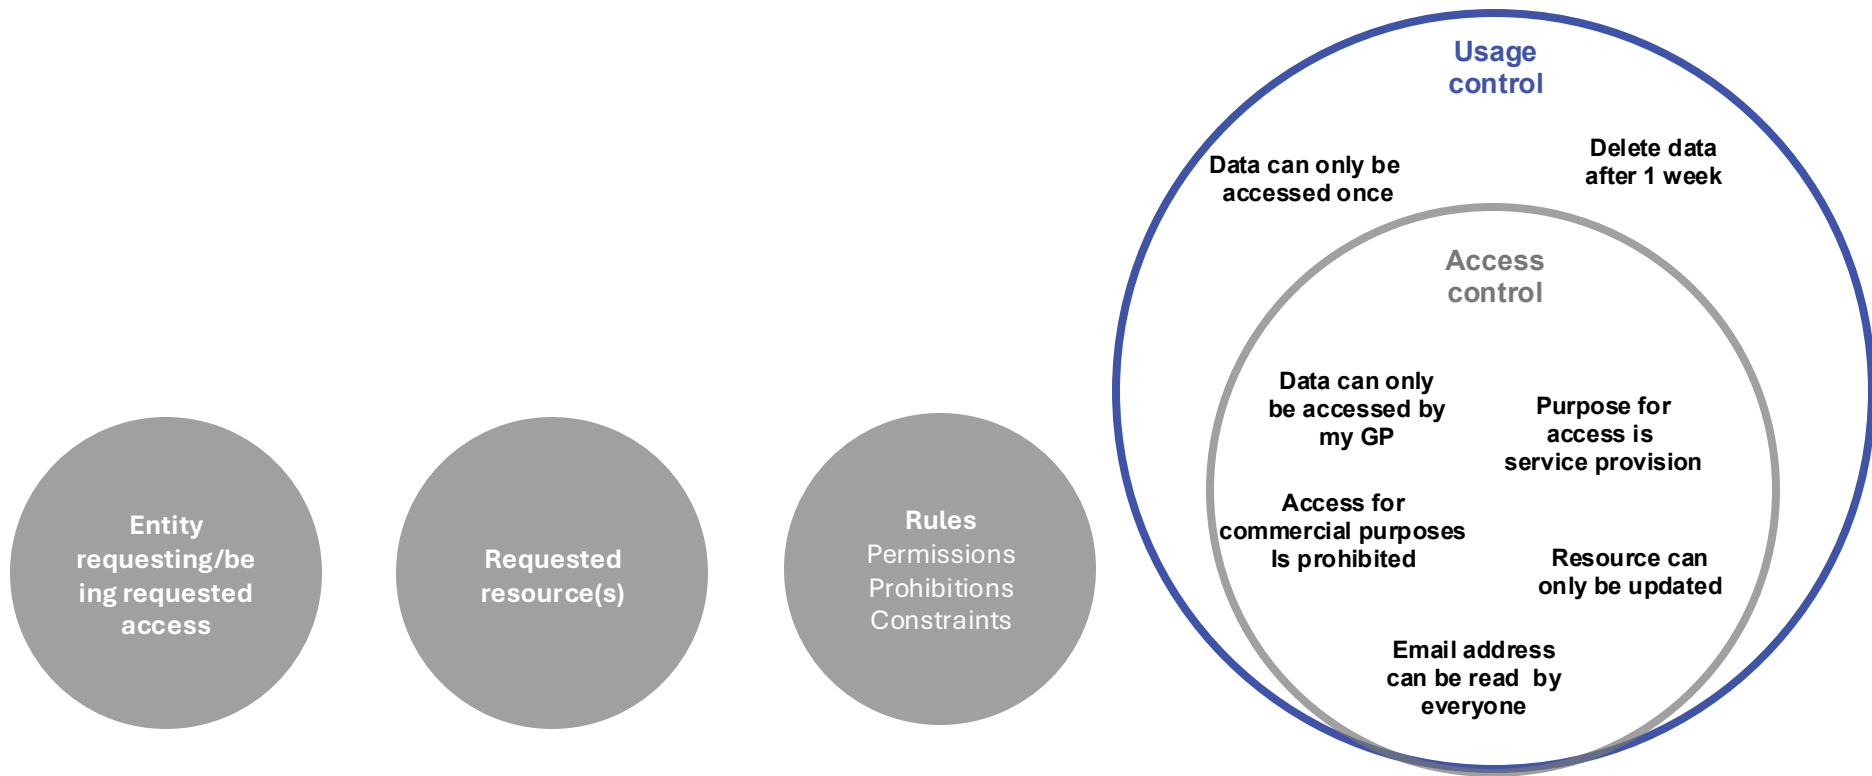 Usage
control
Data can only be
accessed once
Delete data
after 1 week
Access
control
Data can only
be accessed by
my GP
Purpose for
access is
service provision
Access for
commercial purposes
Is prohibited
Resource can
only be updated
Email address
can be read by
everyone
Entity
requesting/be
ing requested
access
Requested
resource(s)
Rules
Permissions
Prohibitions
Constraints